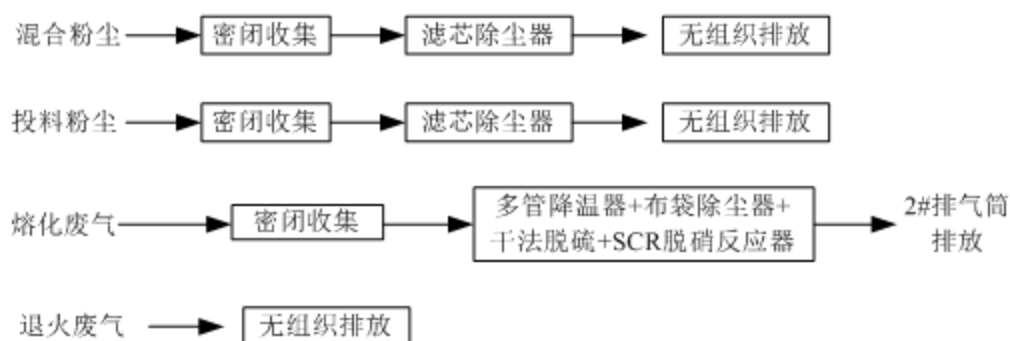 混合粉尘 密闭收集 滤芯除尘器 无组织排放
投料粉尘 密闭收集 滤芯除尘器 无组织排放
熔化废气 密闭收集 多管降温器+布袋除尘器+ 2#排气筒
干法脱硫+SCR脱硝反应器 排放
退火废气 无组织排放